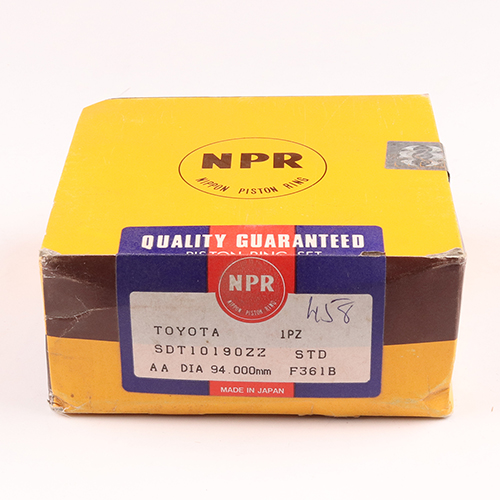 NPR
NIPPON PISTON RING
QUALITY GUARANTEED
PISTON RING SET
NPR
NIPPON PISTON RING
458
TOYOTA 1PZ
SDT10190ZZ STD
AA DIA 94.000mm F361B
MADE IN JAPAN